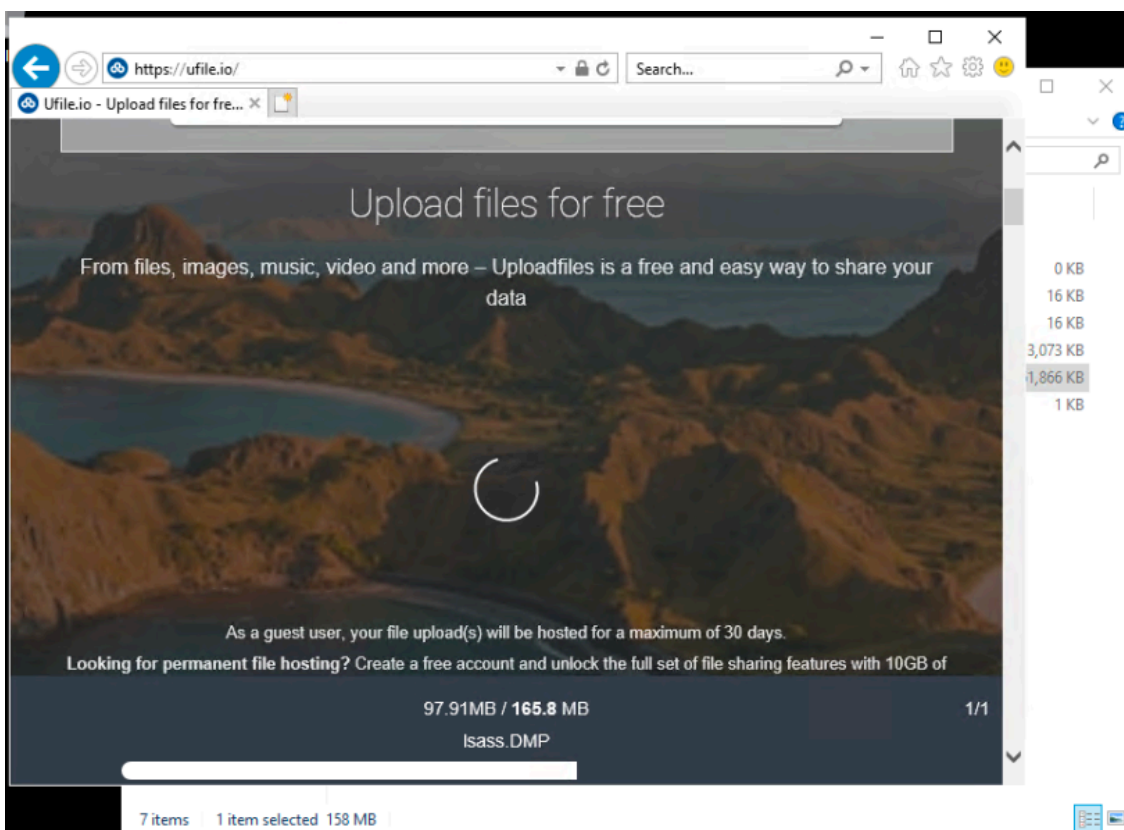 https://ufile.io/
Search...
Ufile.io - Upload files for fre...
Upload files for free
From files, images, music, video and more – Uploadfiles is a free and easy way to share your
data
0 KB
16 KB
16 KB
3,073 KB
1,866 KB
1 KB
As a guest user, your file upload(s) will be hosted for a maximum of 30 days.
Looking for permanent file hosting? Create a free account and unlock the full set of file sharing features with 10GB of
97.91MB / 165.8 MB
1/1
lsass.DMP
7 items 1 item selected 158 MB